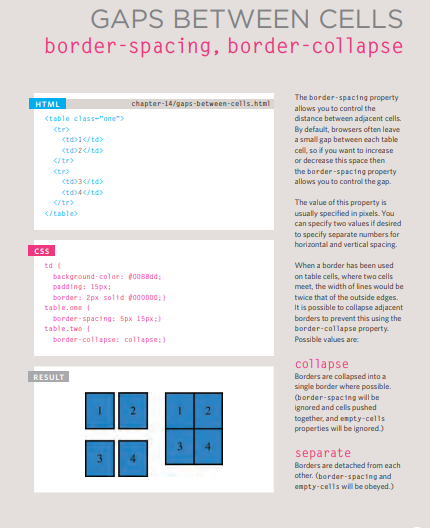 GAPS BETWEEN CELLS
border-spacing, border-collapse
HTML
chapter-14/gaps-between-cells.html
<table class="one">
<tr>
<td>1</td>
<td>2</td>
</tr>
<tr>
<td>3</td>
<td>4</td>
</tr>
</table>
CSS
td {
background-color: #0088dd;
padding: 15px;
border: 2px solid #000000;}
table.one {
border-spacing: 5px 15px;}
table.two {
border-collapse: collapse;}
RESULT
1 2 1 2
3 4 3 4
The border-spacing property
allows you to control the
distance between adjacent cells.
By default, browsers often leave
a small gap between each table
cell, so if you want to increase
or decrease this space then
the border-spacing property
allows you to control the gap.
The value of this property is
usually specified in pixels. You
can specify two values if desired
to specify separate numbers for
horizontal and vertical spacing.
When a border has been used
on table cells, where two cells
meet, the width of lines would be
twice that of the outside edges.
It is possible to collapse adjacent
borders to prevent this using the
border-collapse property.
Possible values are:
collapse
Borders are collapsed into a
single border where possible.
(border-spacing will be
ignored and cells pushed
together, and empty-cells
properties will be ignored.)
separate
Borders are detached from each
other. (border-spacing and
empty-cells will be obeyed.)